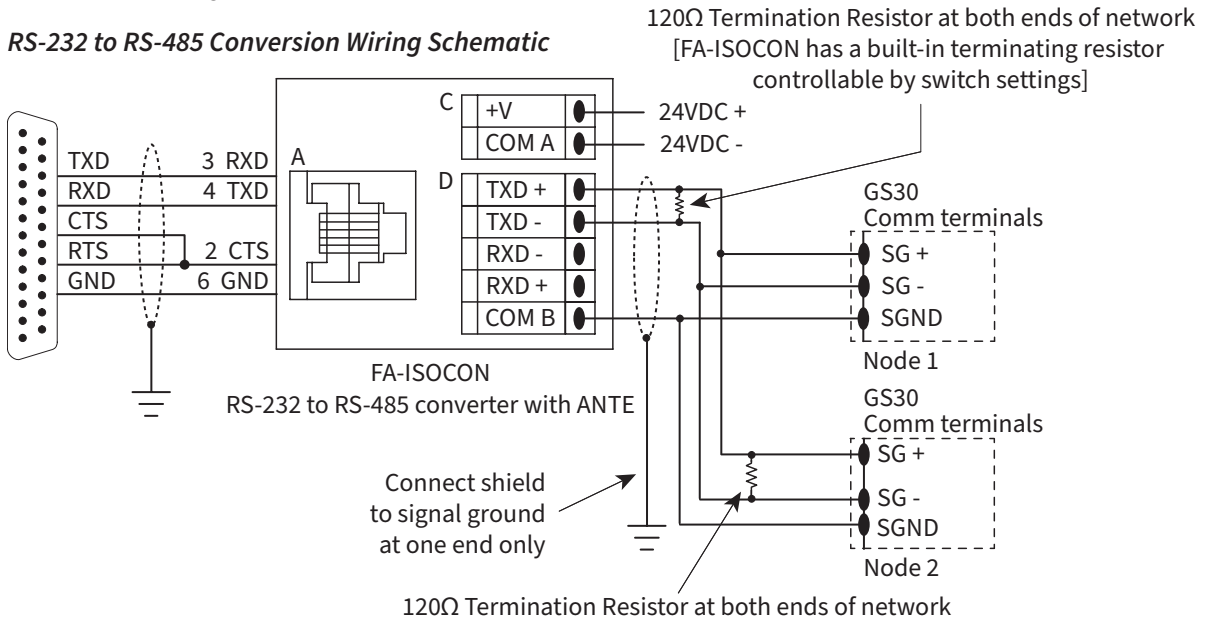 120Ω Termination Resistor at both ends of network
[FA-ISOCON has a built-in terminating resistor
controllable by switch settings]
RS-232 to RS-485 Conversion Wiring Schematic
C
+V
24VDC +
COM A
24VDC -
TXD
3 RXD
A
RXD
4 TXD
CTS
RTS
2 CTS
GND
6 GND
D
TXD +
TXD -
RXD -
RXD +
COM B
GS30
Comm terminals
SG +
SG -
SGND
Node 1
FA-ISOCON
RS-232 to RS-485 converter with ANTE
GS30
Comm terminals
SG +
SG -
SGND
Node 2
Connect shield
to signal ground
at one end only
120Ω Termination Resistor at both ends of network